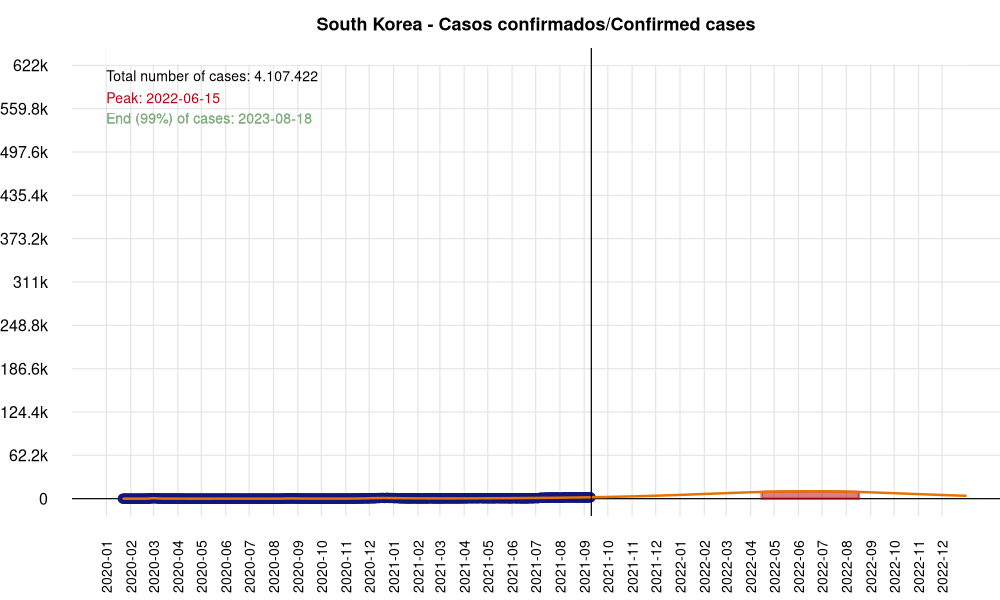 South Korea - Casos confirmados/Confirmed cases
Total number of cases: 4.107.422
Peak: 2022-06-15
End (99%) of cases: 2023-08-18
622k
559.8k
497.6k
435.4k
373.2k
311k
248.8k
186.6k
124.4k
62.2k
0
2020-01
2020-02
2020-03
2020-04
2020-05
2020-06
2020-07
2020-08
2020-09
2020-10
2020-11
2020-12
2021-01
2021-02
2021-03
2021-04
2021-05
2021-06
2021-07
2021-08
2021-09
2021-10
2021-11
2021-12
2022-01
2022-02
2022-03
2022-04
2022-05
2022-06
2022-07
2022-08
2022-09
2022-10
2022-11
2022-12